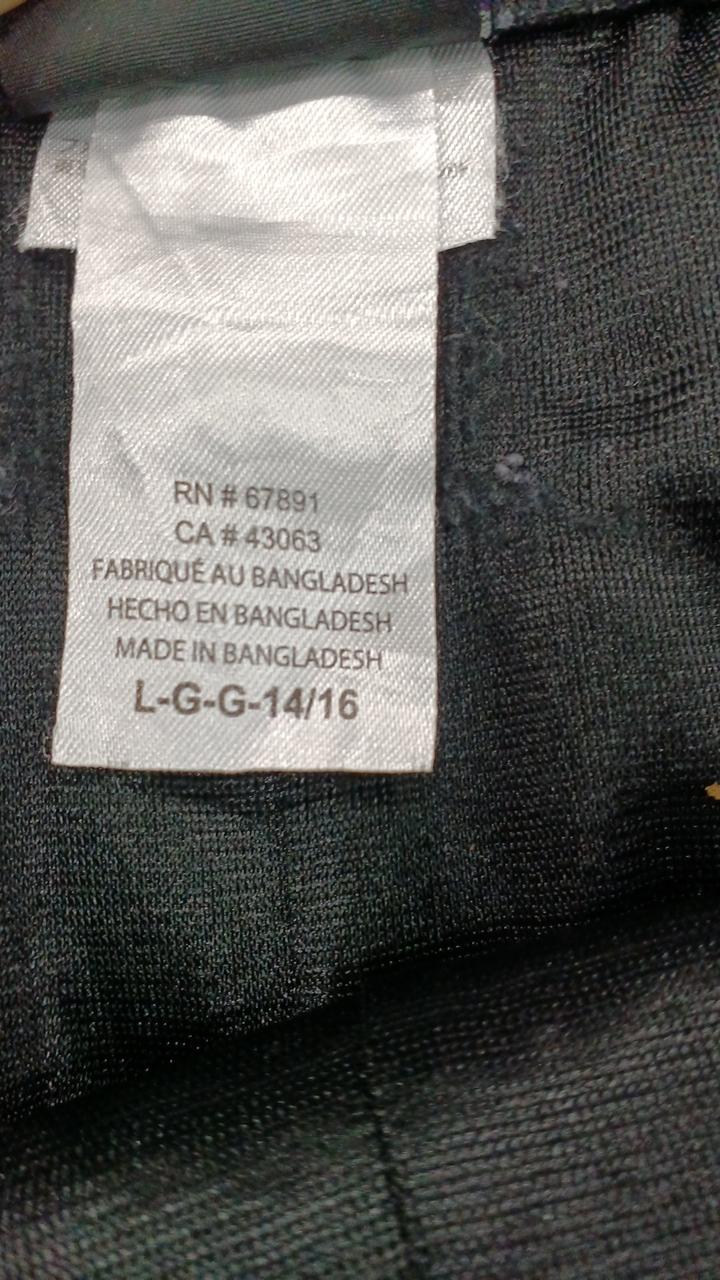 RN # 67891
CA # 43063
FABRIQUÉ AU BANGLADESH
HECHO EN BANGLADESH
MADE IN BANGLADESH
L-G-G-14/16